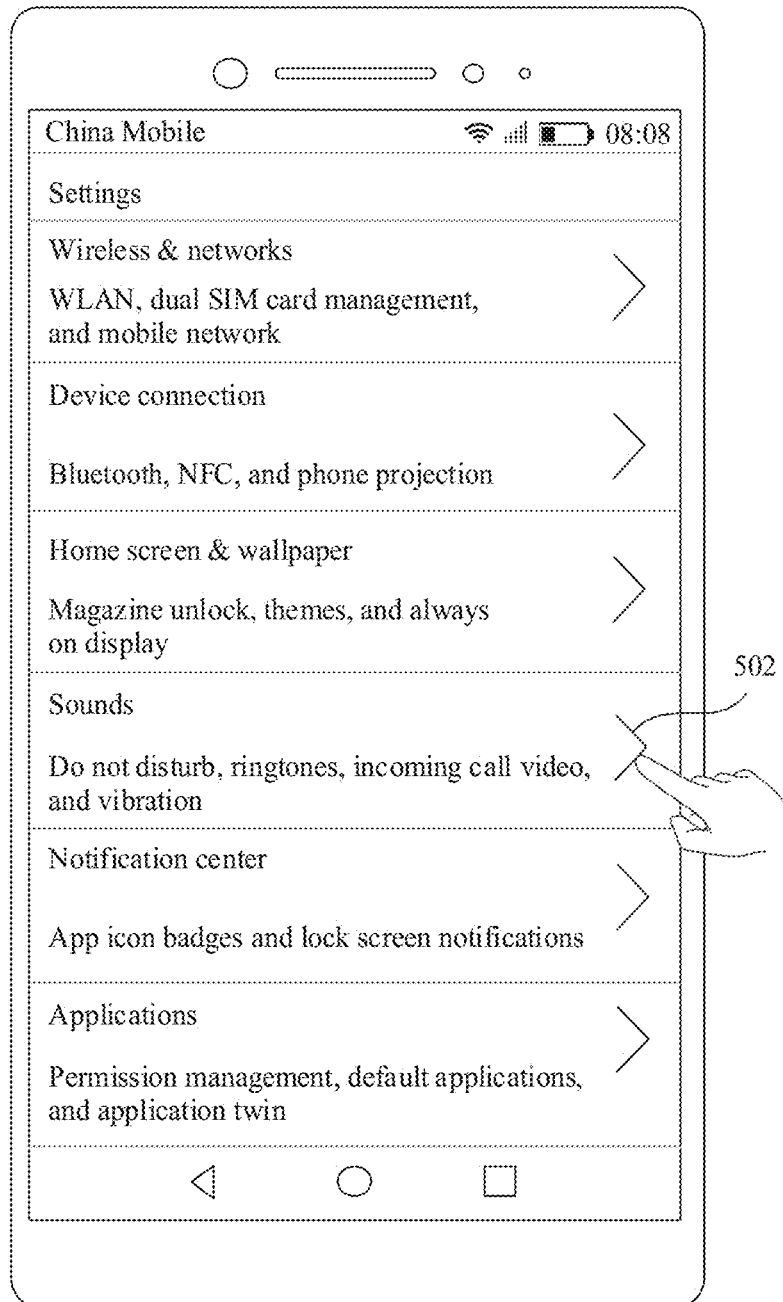 China Mobile 08:08
Settings
Wireless & networks
WLAN, dual SIM card management,
and mobile network
Device connection
Bluetooth, NFC, and phone projection
Home screen & wallpaper
Magazine unlock, themes, and always
on display
502
Sounds
Do not disturb, ringtones, incoming call video,
and vibration
Notification center
App icon badges and lock screen notifications
Applications
Permission management, default applications,
and application twin